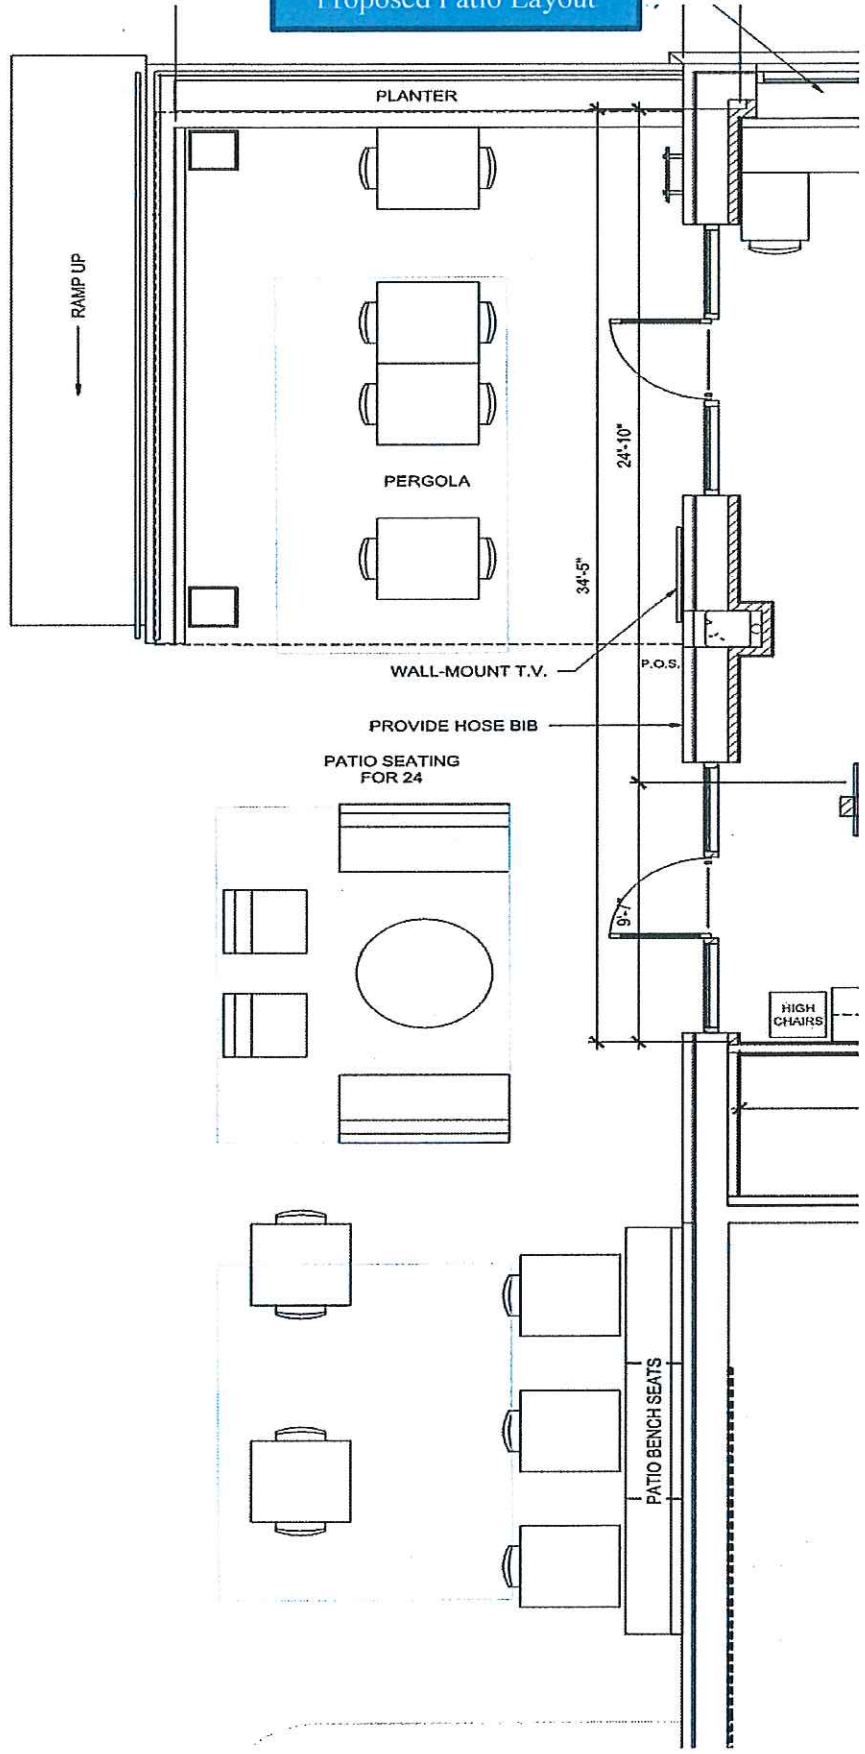 Proposed Patio Layout
PLANTER
RAMP UP
24'-10"
PERGOLA
34'-5"
WALL-MOUNT T.V.
P.O.S.
PROVIDE HOSE BIB
PATIO SEATING
FOR 24
9'-7"
HIGH
CHAIRS
PATIO BENCH SEATS